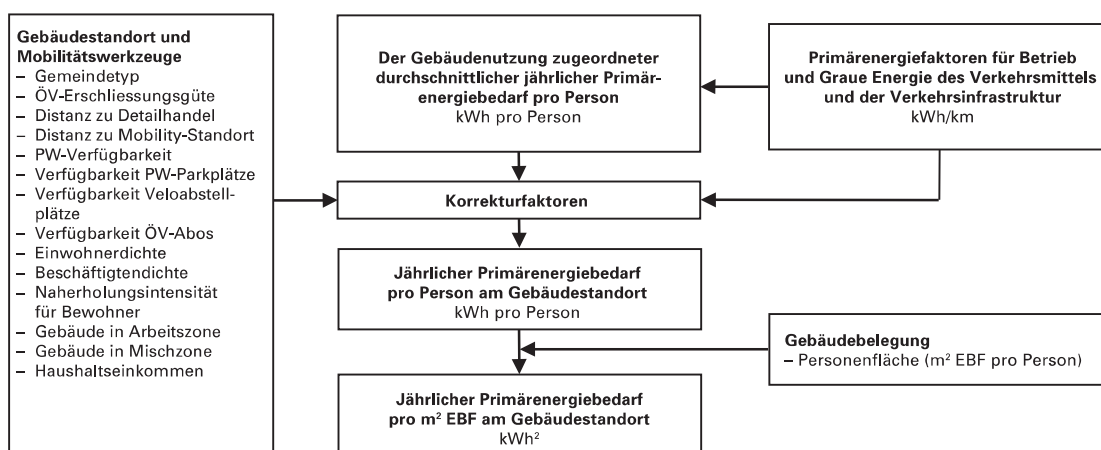 Gebäudestandort und
Mobilitätswerkzeuge
– Gemeindetyp
– ÖV-Erschliessungsgüte
– Distanz zu Detailhandel
– Distanz zu Mobility-Standort
– PW-Verfügbarkeit
– Verfügbarkeit PW-Parkplätze
– Verfügbarkeit Veloabstell-
plätze
– Verfügbarkeit ÖV-Abos
– Einwohnerdichte
– Beschäftigtendichte
– Naherholungsintensität
für Bewohner
– Gebäude in Arbeitszone
– Gebäude in Mischzone
– Haushaltseinkommen
Der Gebäudenutzung zugeordneter
durchschnittlicher jährlicher Primär-
energiebedarf pro Person
kWh pro Person
Primärenergiefaktoren für Betrieb
und Graue Energie des Verkehrsmittels
und der Verkehrsinfrastruktur
kWh/km
Korrekturfaktoren
Jährlicher Primärenergiebedarf
pro Person am Gebäudestandort
kWh pro Person
Gebäudebelegung
– Personenfläche (m² EBF pro Person)
Jährlicher Primärenergiebedarf
pro m² EBF am Gebäudestandort
kWh²